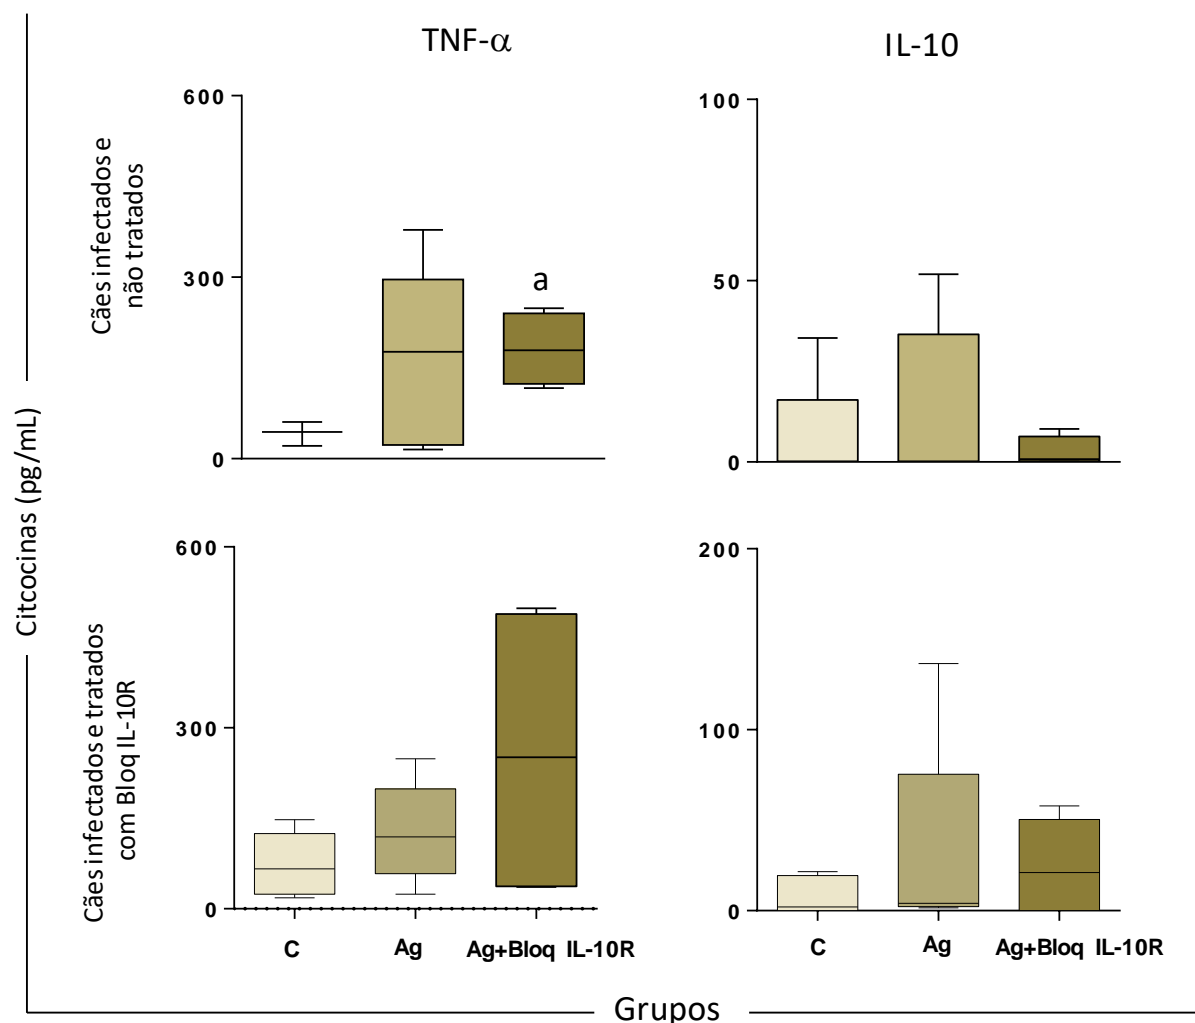 TNF-α
IL-10
Cães infectados e
não tratados
600
300
0
a
100
50
0
Citcocinas (pg/mL)
Cães infectados e tratados
com Bloq IL-10R
600
300
0
C
Ag
Ag+Bloq IL-10R
200
100
0
C
Ag
Ag+Bloq IL-10R
Grupos